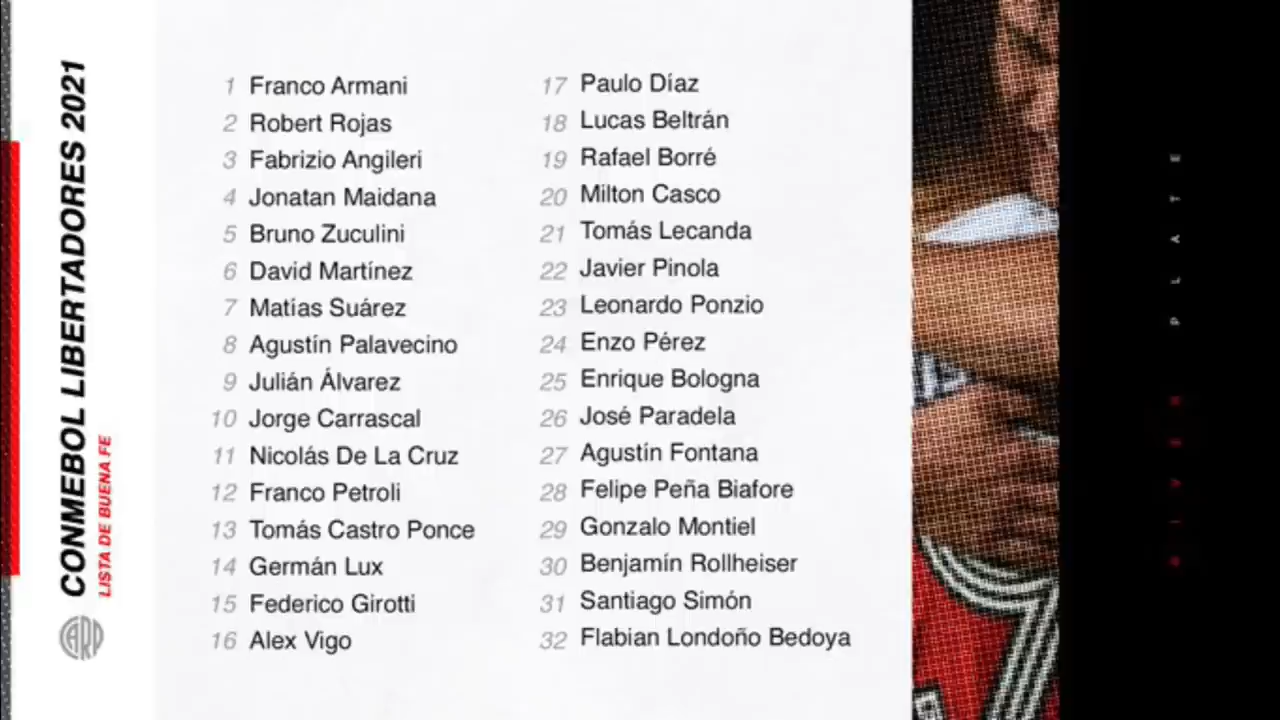 CONMEBOL LIBERTADORES 2021
LISTA DE BUENA FE
CARP
1 Franco Armani
2 Robert Rojas
3 Fabrizio Angileri
4 Jonatan Maidana
5 Bruno Zuculini
6 David Martínez
7 Matías Suárez
8 Agustín Palavecino
9 Julián Álvarez
10 Jorge Carrascal
11 Nicolás De La Cruz
12 Franco Petroli
13 Tomás Castro Ponce
14 Germán Lux
15 Federico Girotti
16 Alex Vigo
17 Paulo Díaz
18 Lucas Beltrán
19 Rafael Borré
20 Milton Casco
21 Tomás Lecanda
22 Javier Pinola
23 Leonardo Ponzio
24 Enzo Pérez
25 Enrique Bologna
26 José Paradela
27 Agustín Fontana
28 Felipe Peña Biafore
29 Gonzalo Montiel
30 Benjamín Rollheiser
31 Santiago Simón
32 Flabian Londoño Bedoya
RIVER PLATE